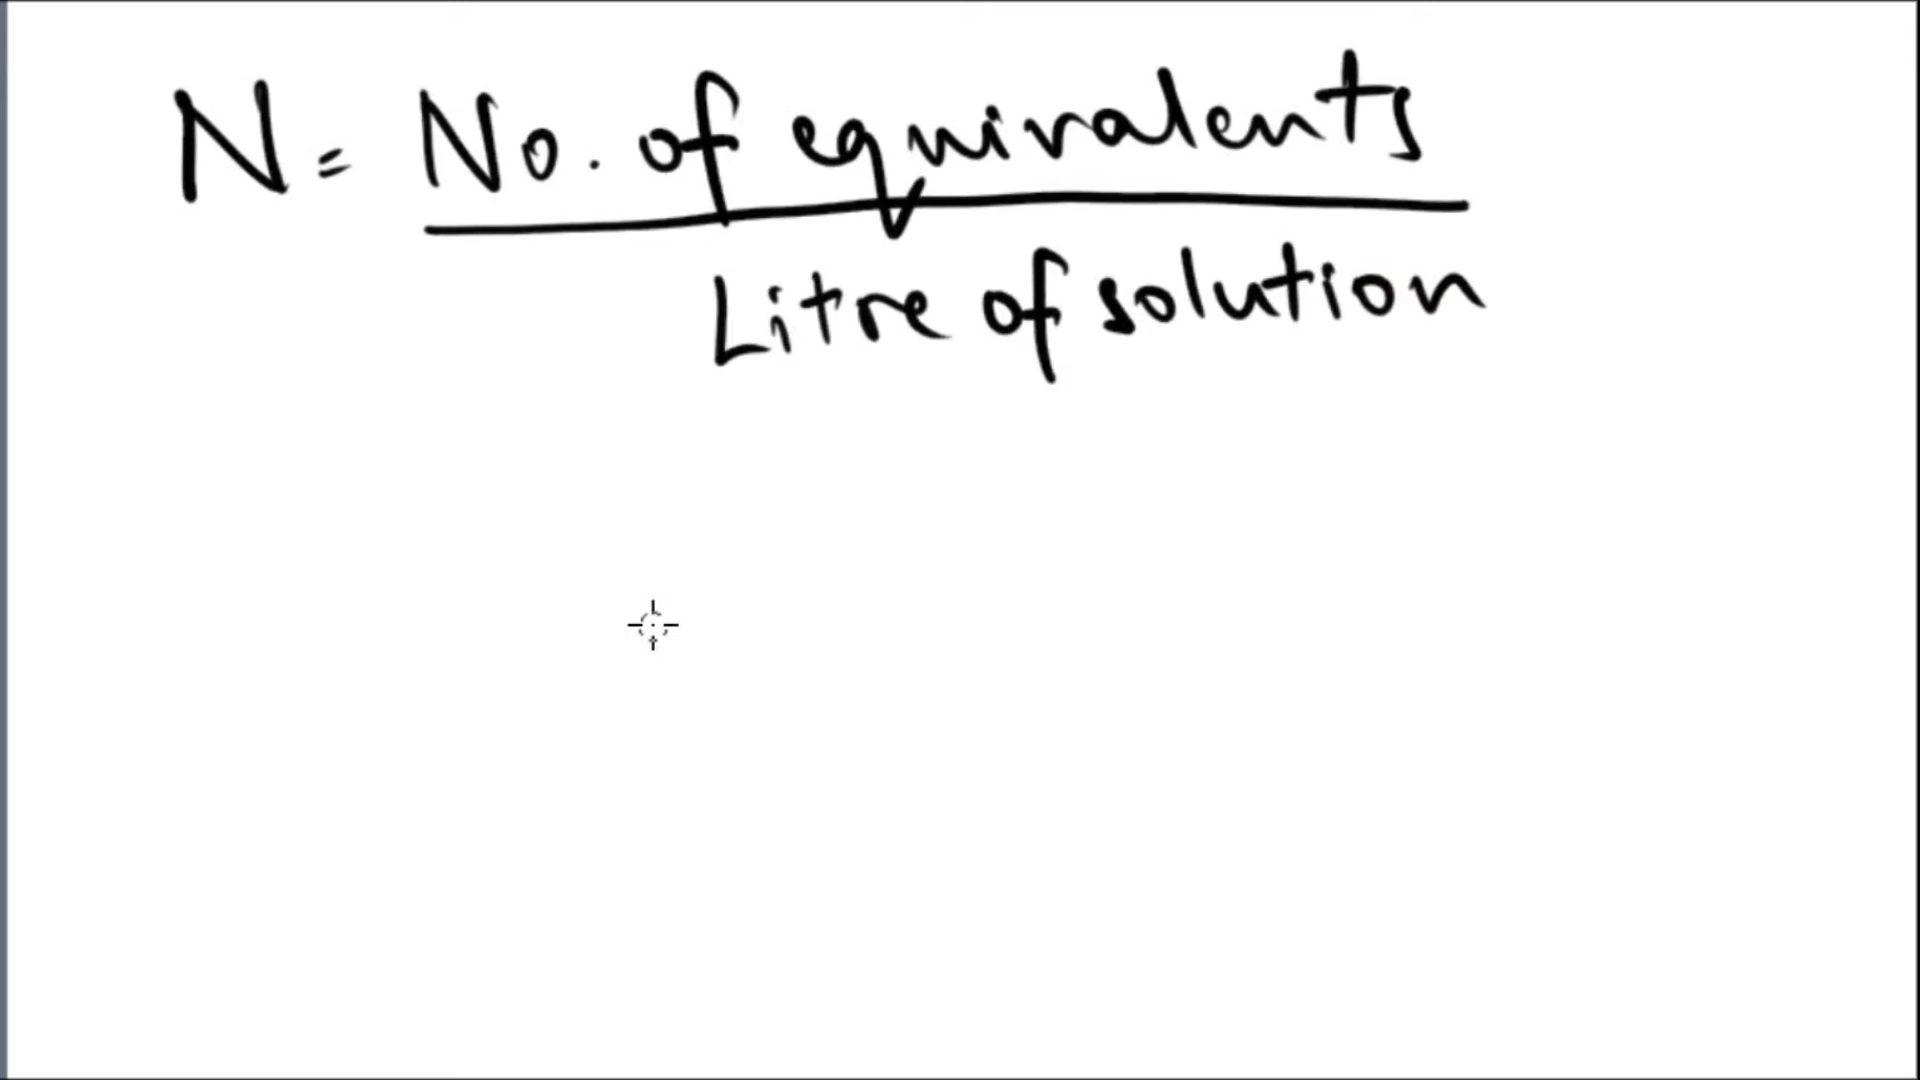 N = No. of equivalents
Litre of solution